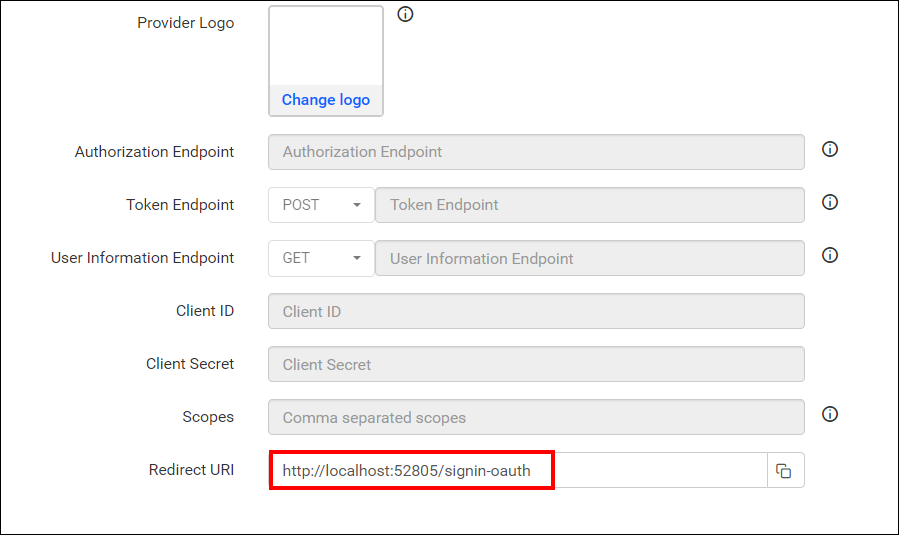 Provider Logo
Change logo
Authorization Endpoint Authorization Endpoint
Token Endpoint POST Token Endpoint
User Information Endpoint GET User Information Endpoint
Client ID Client ID
Client Secret Client Secret
Scopes Comma separated scopes
Redirect URI http://localhost:52805/signin-oauth